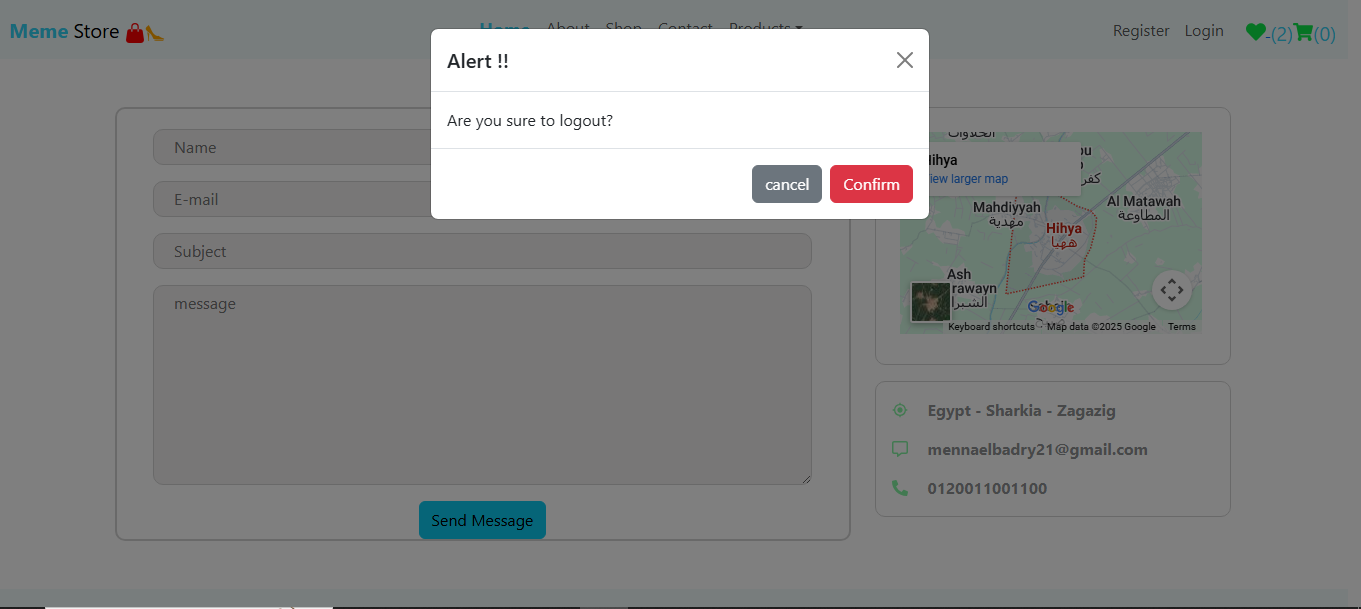 Meme Store
Home About Shop Contact Products
Register Login -(2) (0)
Alert !!
Are you sure to logout?
cancel Confirm
Name
E-mail
Subject
message
Send Message
الحلاوات
Hihya
View larger map
كفر
Mahdiyyah
مهدية
Al Matawah
المطاوعة
Hihya
ههيا
Ash
الشبرا
Google
Keyboard shortcuts Map data ©2025 Google Terms
Egypt - Sharkia - Zagazig
mennaelbadry21@gmail.com
0120011001100